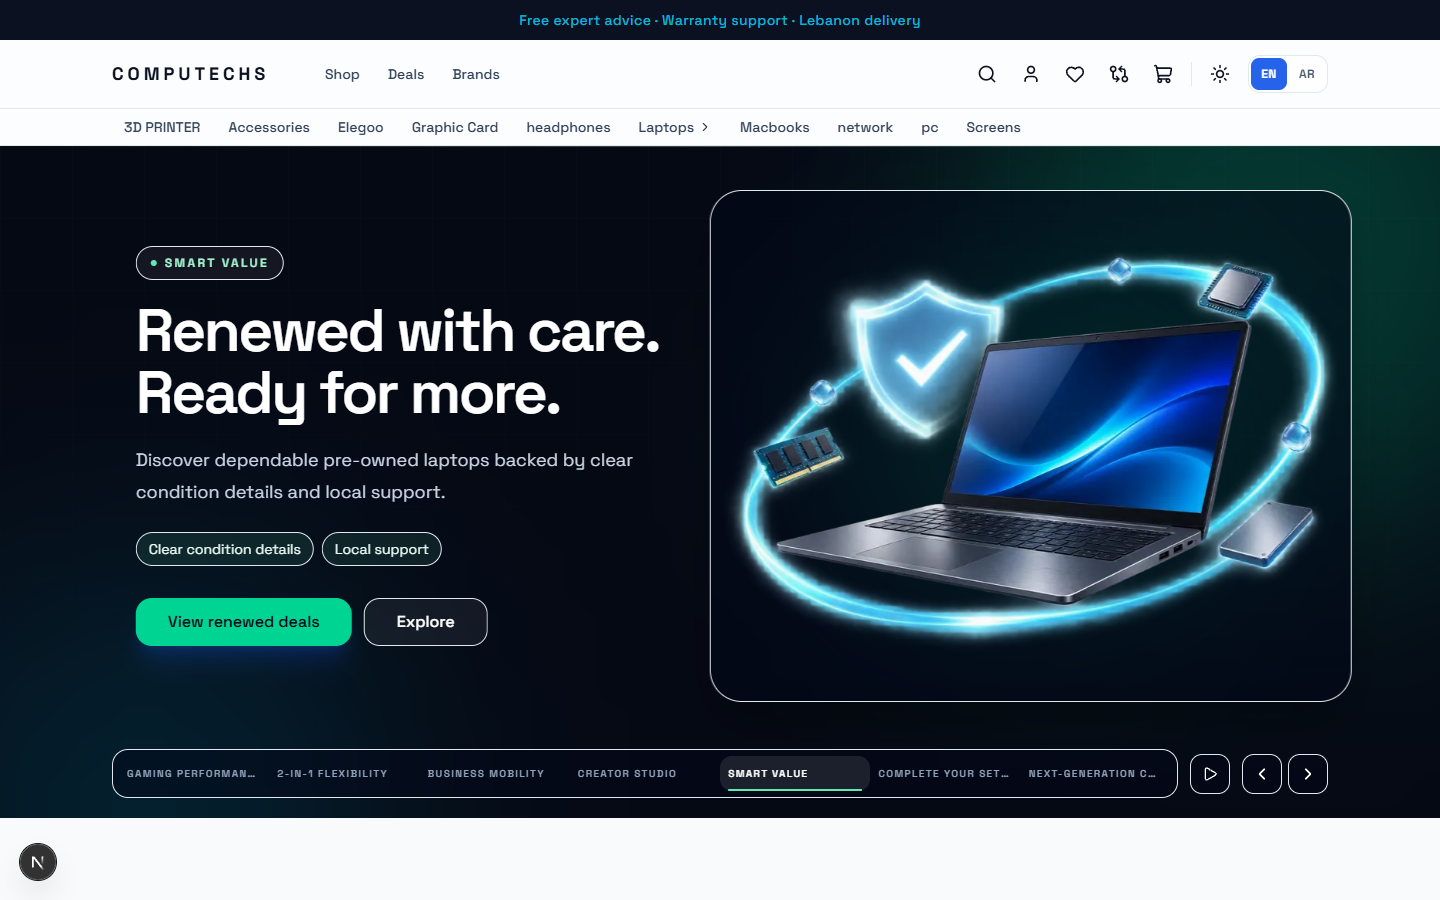 Free expert advice · Warranty support · Lebanon delivery
COMPUTECHS
Shop
Deals
Brands
EN
AR
3D PRINTER
Accessories
Elegoo
Graphic Card
headphones
Laptops
Macbooks
network
pc
Screens
SMART VALUE
Renewed with care.
Ready for more.
Discover dependable pre-owned laptops backed by clear
condition details and local support.
Clear condition details
Local support
View renewed deals
Explore
GAMING PERFORMAN…
2-IN-1 FLEXIBILITY
BUSINESS MOBILITY
CREATOR STUDIO
SMART VALUE
COMPLETE YOUR SET…
NEXT-GENERATION C…
N